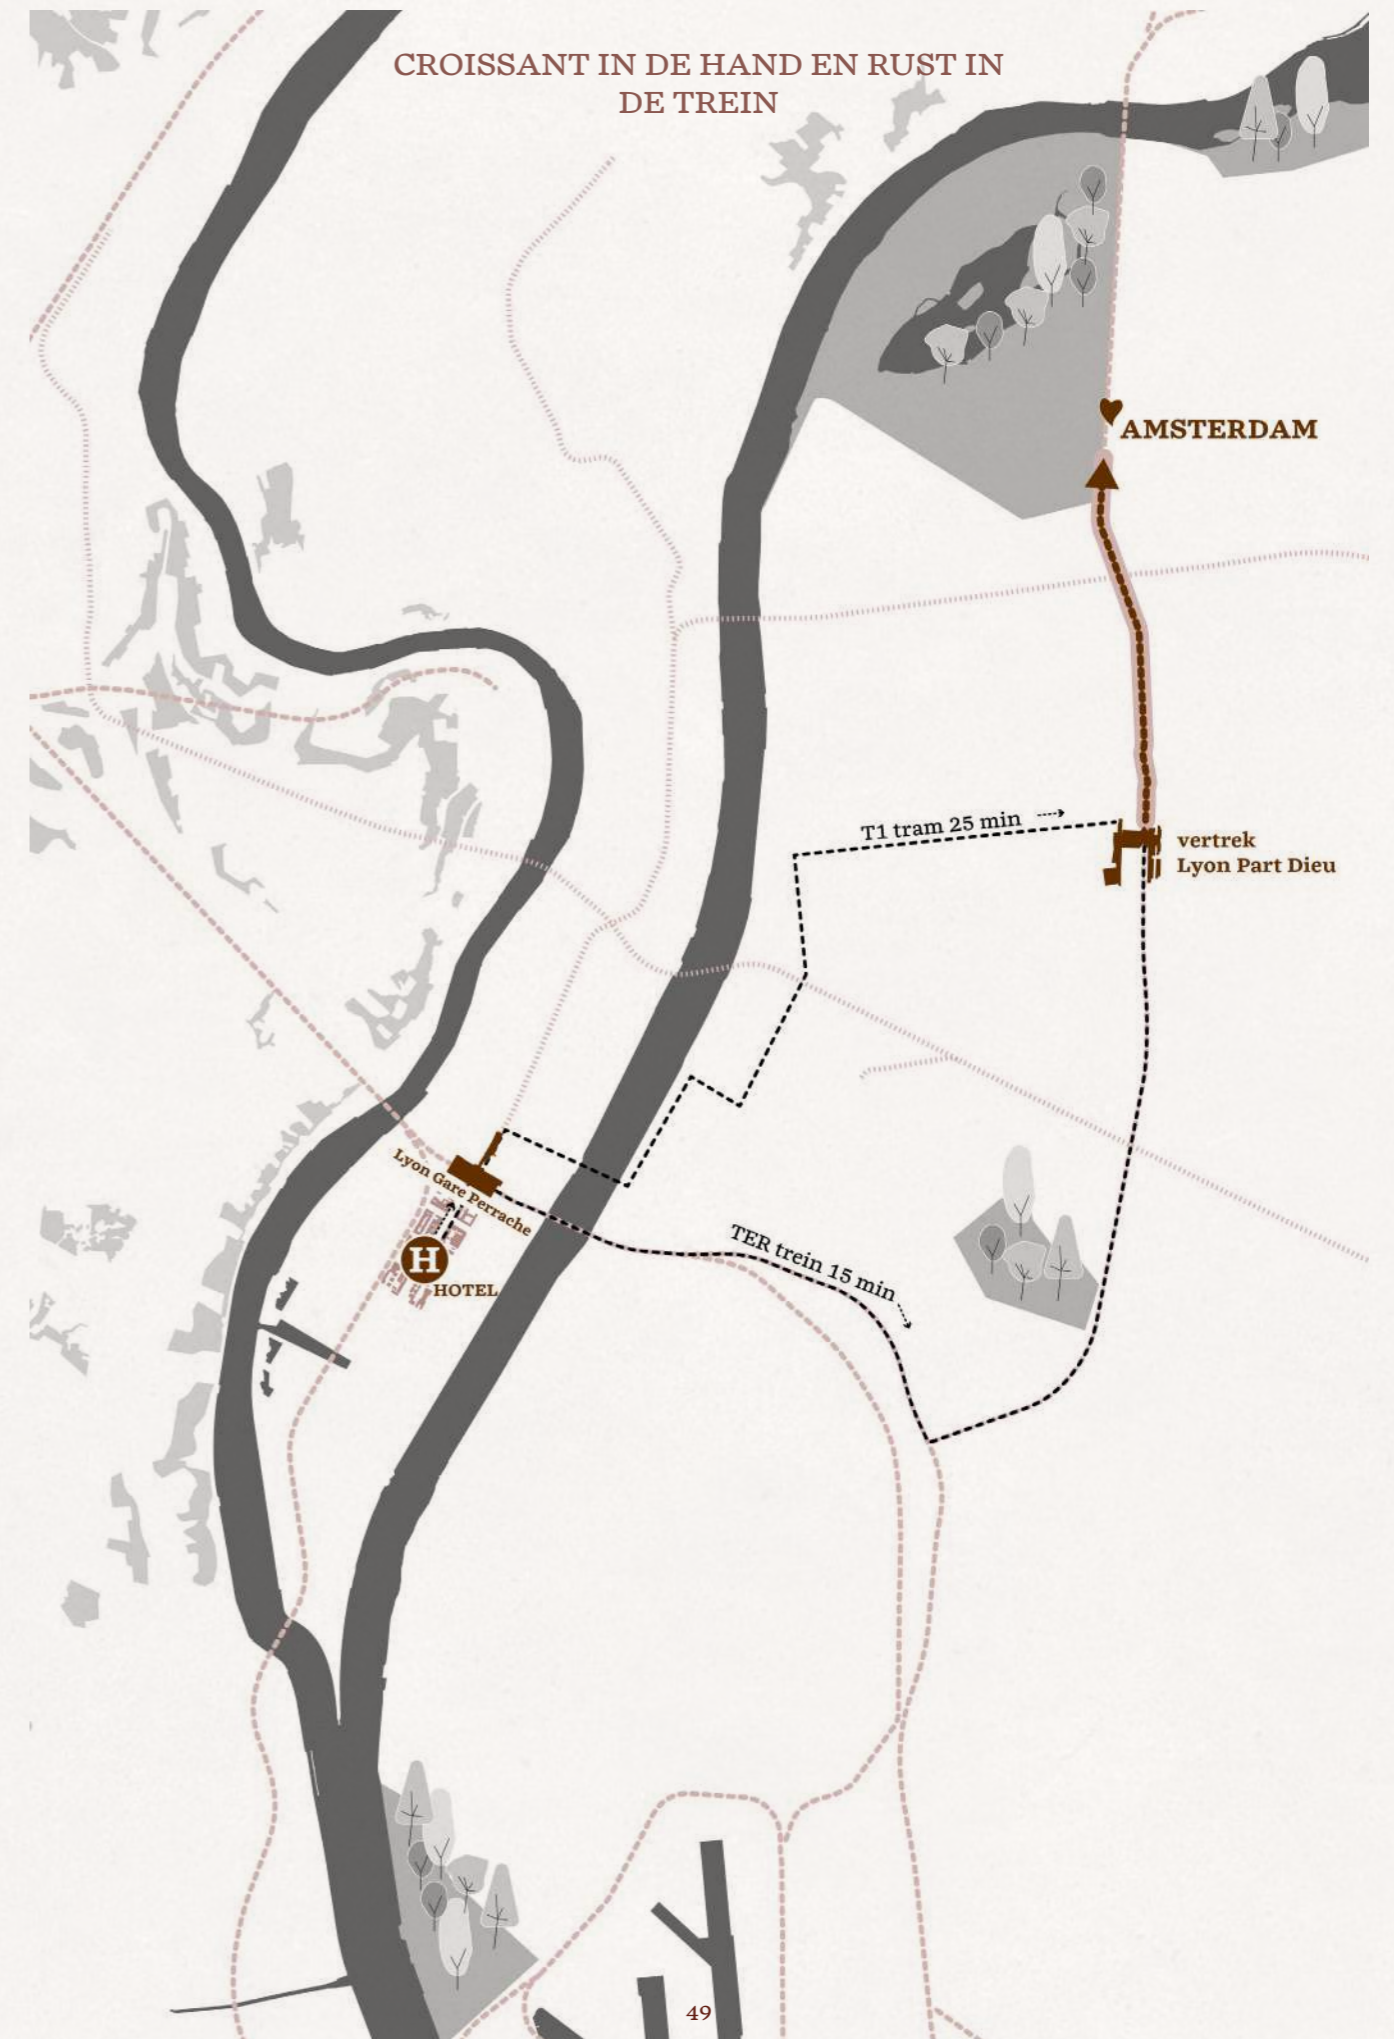 CROISSANT IN DE HAND EN RUST IN
DE TREIN
AMSTERDAM
T1 tram 25 min
vertrek
Lyon Part Dieu
Lyon Gare Perrache
TER trein 15 min
H
HOTEL
49